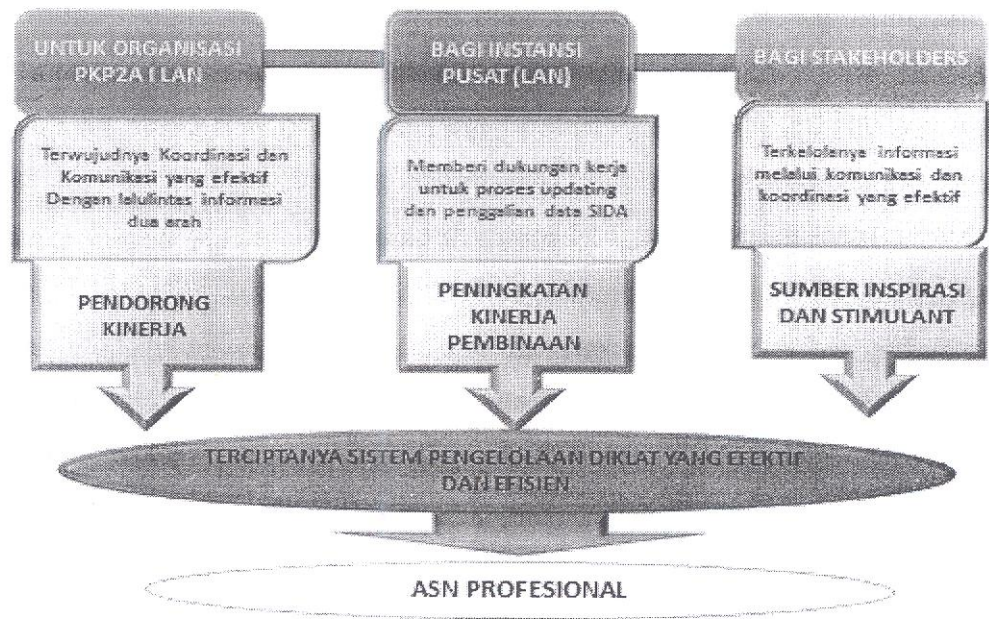 UNTUK ORGANISASI
PKP2A I LAN
Terwujudnya Koordinasi dan
Komunikasi yang efektif
Dengan lalulintas informasi
dua arah
PENDORONG
KINERJA
BAGI INSTANSI
PUSAT (LAN)
Memberi dukungan kerja
untuk proses updating
dan penggalian data SIDA
PENINGKATAN
KINERJA
PEMBINAAN
BAGI STAKEHOLDERS
Terkelolanya informasi
melalui komunikasi dan
koordinasi yang efektif
SUMBER INSPIRASI
DAN STIMULANT
TERCIPTANYA SISTEM PENGELOLAAN DIKLAT YANG EFEKTIF
DAN EFISIEN
ASN PROFESIONAL